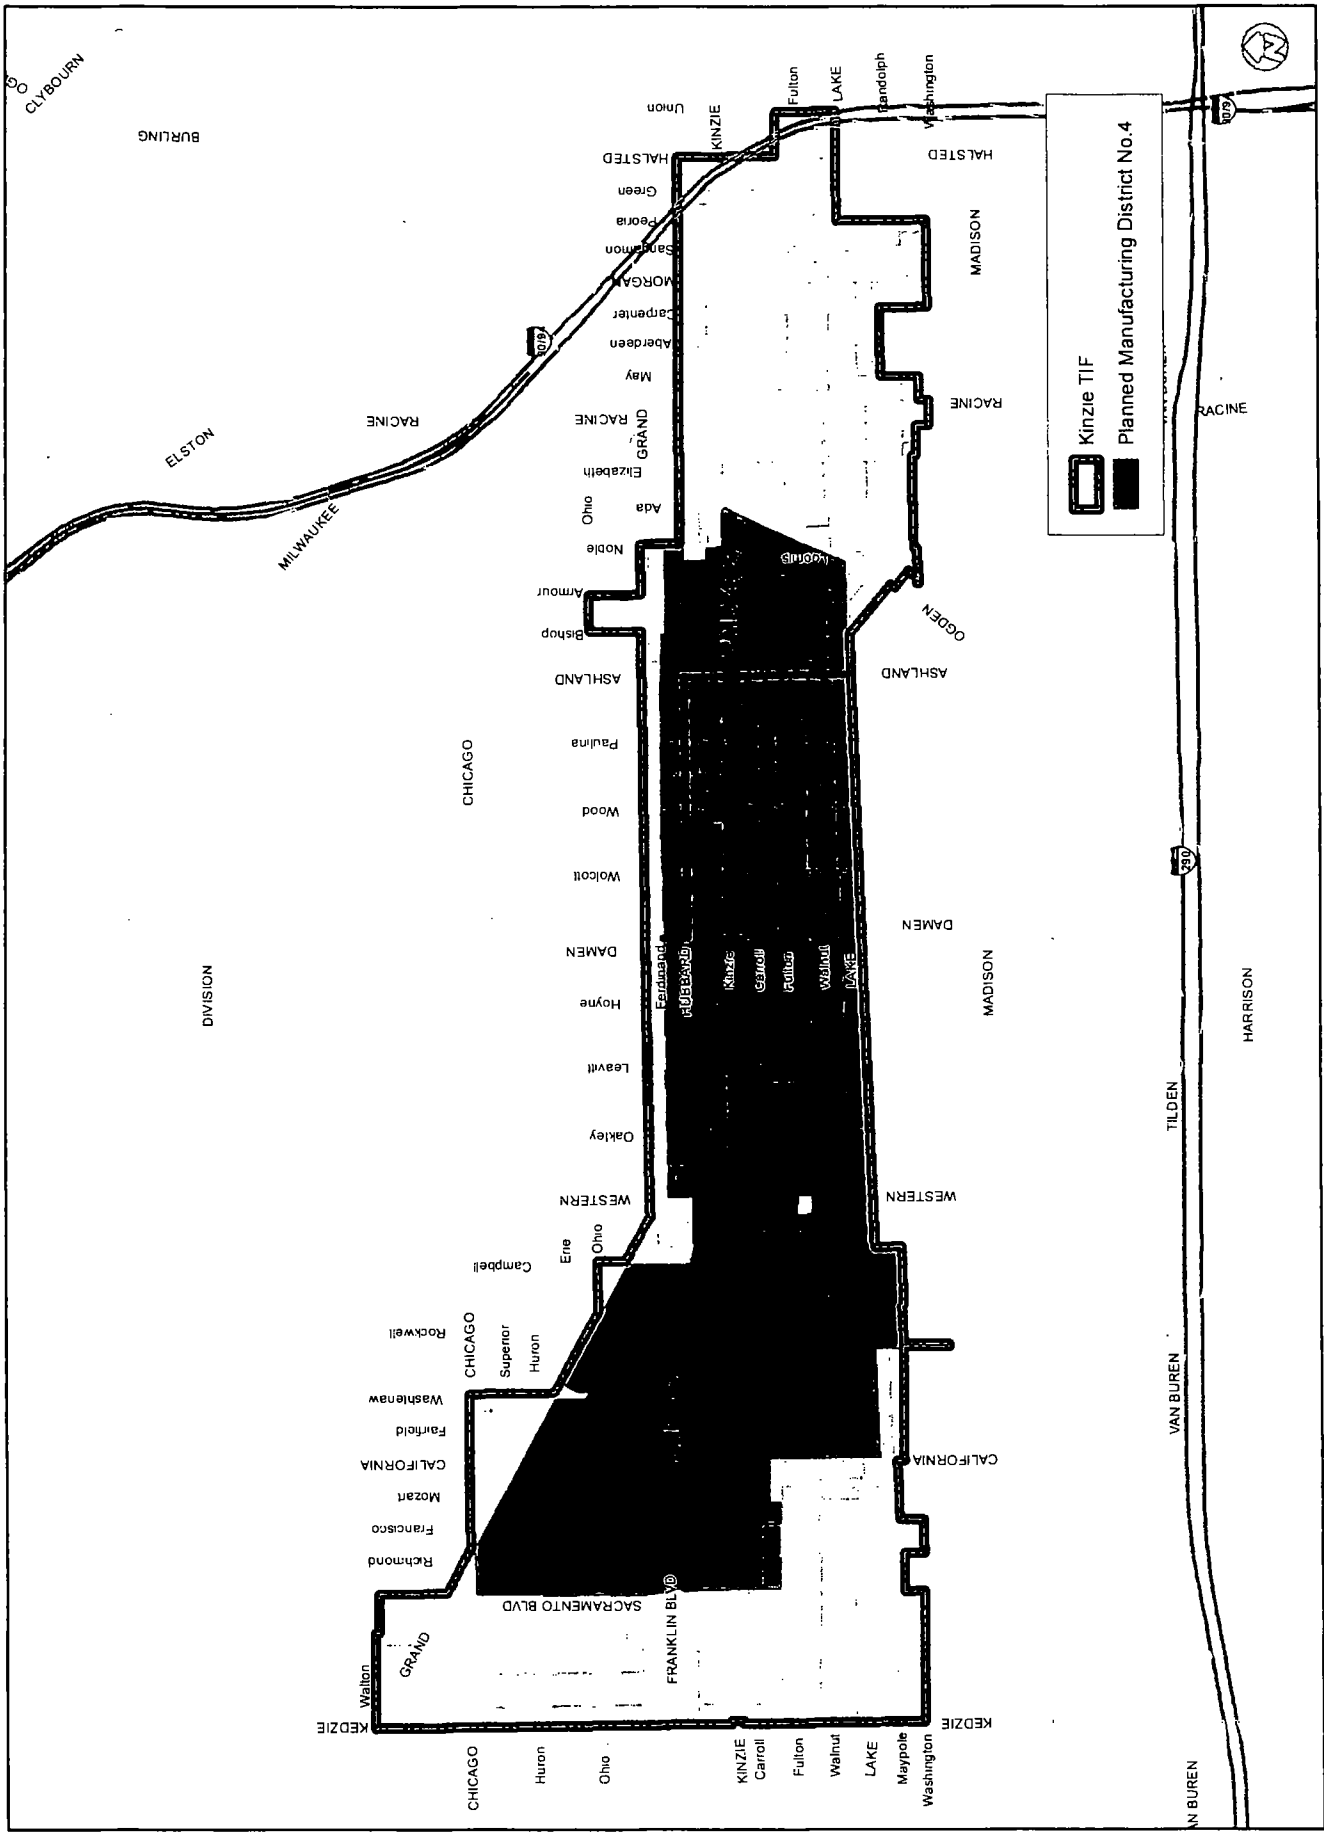 CLYBOURN
BURLING
ELSTON
RACINE
MILWAUKEE
90/94
DIVISION
CHICAGO
Union
HALSTED
Green
Peoria
Sangamon
MORGAN
Carpenter
Aberdeen
May
RACINE
GRAND
Elizabeth
Ohio
Ada
Noble
Armour
Bishop
ASHLAND
Paulina
Wood
Wolcott
DAMEN
Hoyne
Leavitt
Oakley
WESTERN
Ohio
Erie
Campbell
Rockwell
CHICAGO
Superior
Huron
Washtenaw
Fairfield
CALIFORNIA
Mozart
Francisco
Richmond
SACRAMENTO BLVD
FRANKLIN BLVD
GRAND
Walton
KEDZIE
CHICAGO
Huron
Ohio
KINZIE
Carroll
Fulton
Walnut
LAKE
Maypole
Washington
KEDZIE
Ferdinand
HUBBARD
Kinzie
Carroll
Fulton
Walnut
LAKE
Loomis
KINZIE
Fulton
LAKE
Randolph
Washington
HALSTED
MADISON
RACINE
OGDEN
ASHLAND
DAMEN
MADISON
WESTERN
CALIFORNIA
Kinzie TIF
Planned Manufacturing District No.4
RACINE
290
HARRISON
TILDEN
VAN BUREN
N